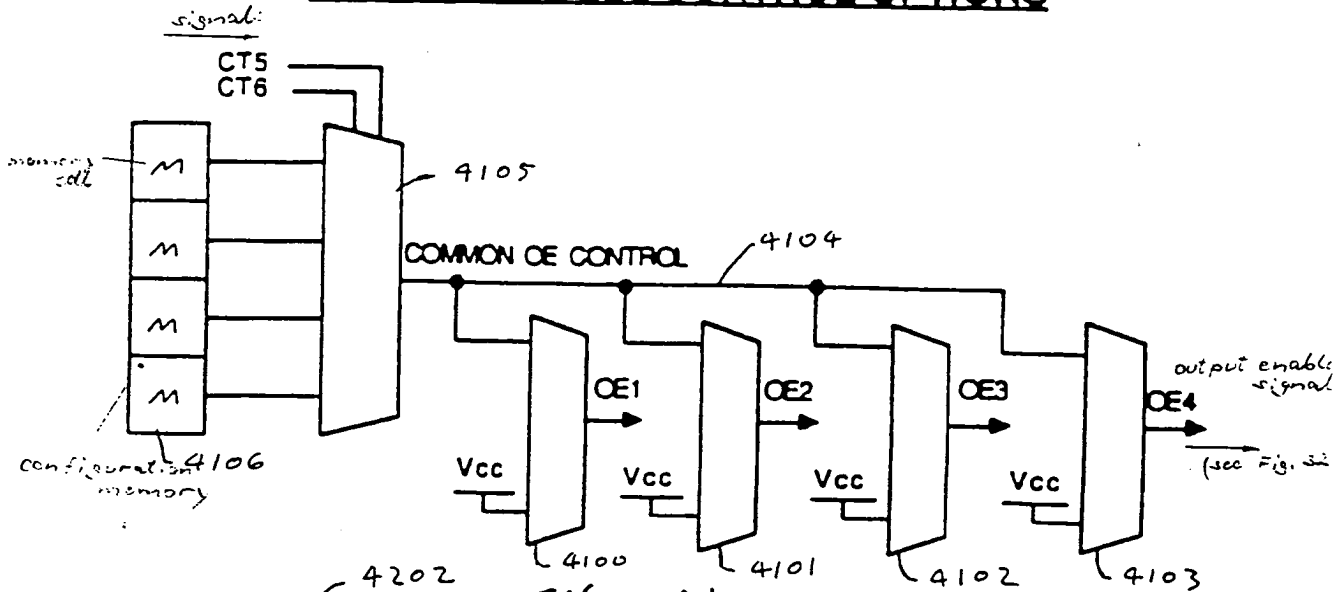 signal:
CT5
CT6
memory cell
M
M
M
M
4105
COMMON OE CONTROL
4104
OE1
OE2
OE3
OE4
output enable
signal
(see Fig.
configuration
memory
4106
Vcc
Vcc
Vcc
Vcc
4100
4101
4102
4103
4202